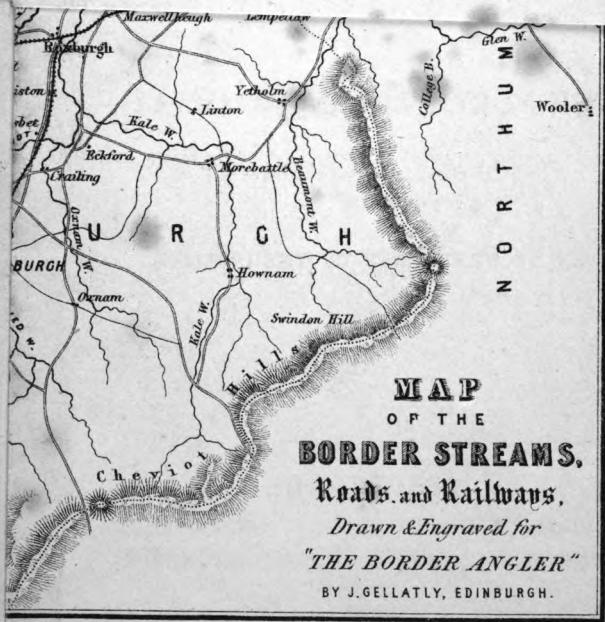 Maxwellheugh
Lempetlaw
Glen W.
Roxburgh
Yetholm
College B.
Wooler
Linton
Kale W.
Eckford
Morebattle
Crailing
Beaumont W.
Oxnam W.
URGH
NORTHUM
BURGH
Hownam
Oxnam
Kale W.
Swindon Hill
Cheviot Hills
MAP
OF THE
BORDER STREAMS,
Roads, and Railways,
Drawn & Engraved for
"THE BORDER ANGLER"
BY J. GELLATLY, EDINBURGH.